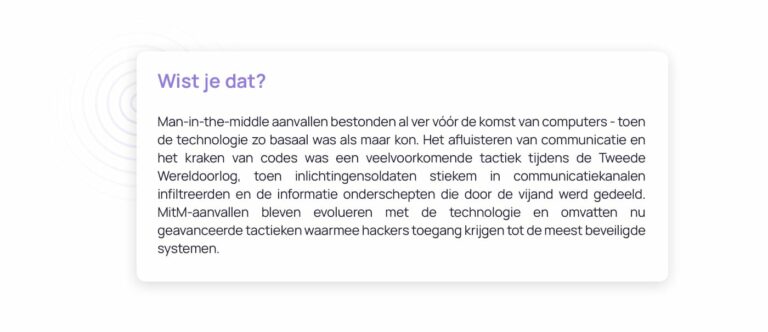 Wist je dat?
Man-in-the-middle aanvallen bestonden al ver vóór de komst van computers - toen
de technologie zo basaal was als maar kon. Het afluisteren van communicatie en
het kraken van codes was een veelvoorkomende tactiek tijdens de Tweede
Wereldoorlog, toen inlichtingensoldaten stiekem in communicatiekanalen
infiltreerden en de informatie onderschepten die door de vijand werd gedeeld.
MitM-aanvallen bleven evolueren met de technologie en omvatten nu
geavanceerde tactieken waarmee hackers toegang krijgen tot de meest beveiligde
systemen.